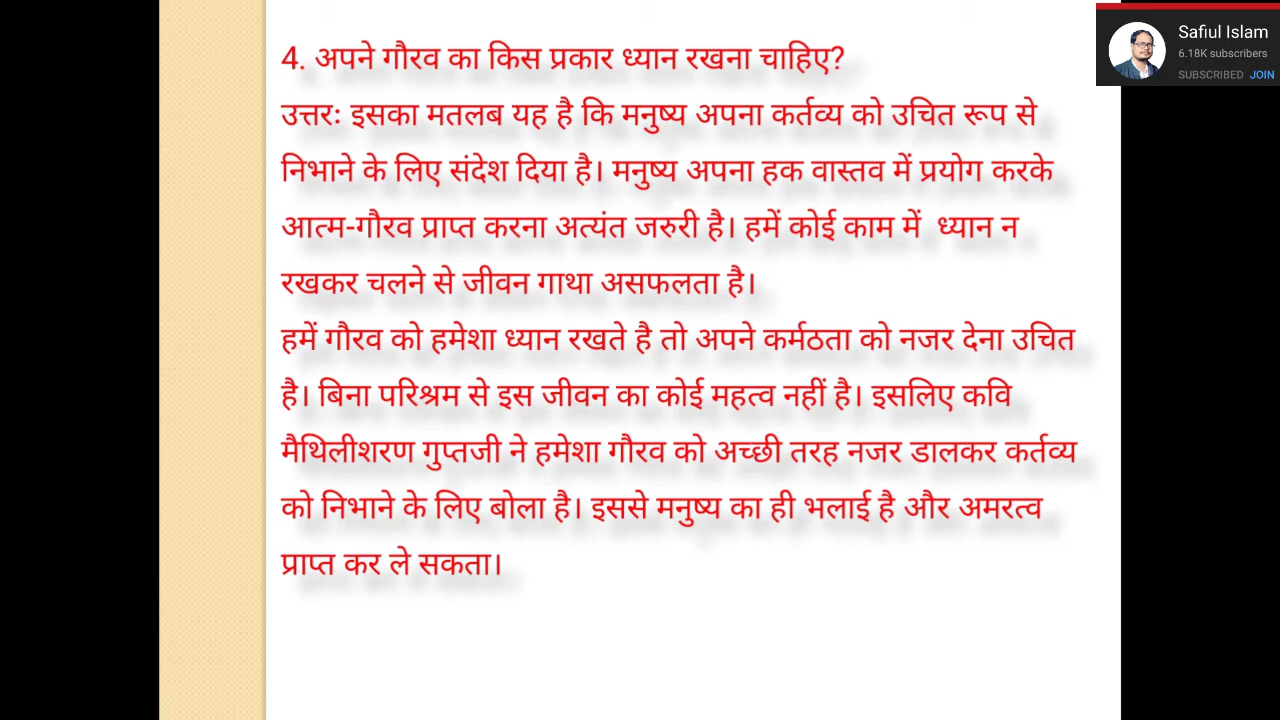 4. अपने गौरव का किस प्रकार ध्यान रखना चाहिए?
उत्तरः इसका मतलब यह है कि मनुष्य अपना कर्तव्य को उचित रूप से
निभाने के लिए संदेश दिया है। मनुष्य अपना हक वास्तव में प्रयोग करके
आत्म-गौरव प्राप्त करना अत्यंत जरुरी है। हमें कोई काम में ध्यान न
रखकर चलने से जीवन गाथा असफलता है।
हमें गौरव को हमेशा ध्यान रखते है तो अपने कर्मठता को नजर देना उचित
है। बिना परिश्रम से इस जीवन का कोई महत्व नहीं है। इसलिए कवि
मैथिलीशरण गुप्तजी ने हमेशा गौरव को अच्छी तरह नजर डालकर कर्तव्य
को निभाने के लिए बोला है। इससे मनुष्य का ही भलाई है और अमरत्व
प्राप्त कर ले सकता।
Safiul Islam
6.18K subscribers
SUBSCRIBED JOIN